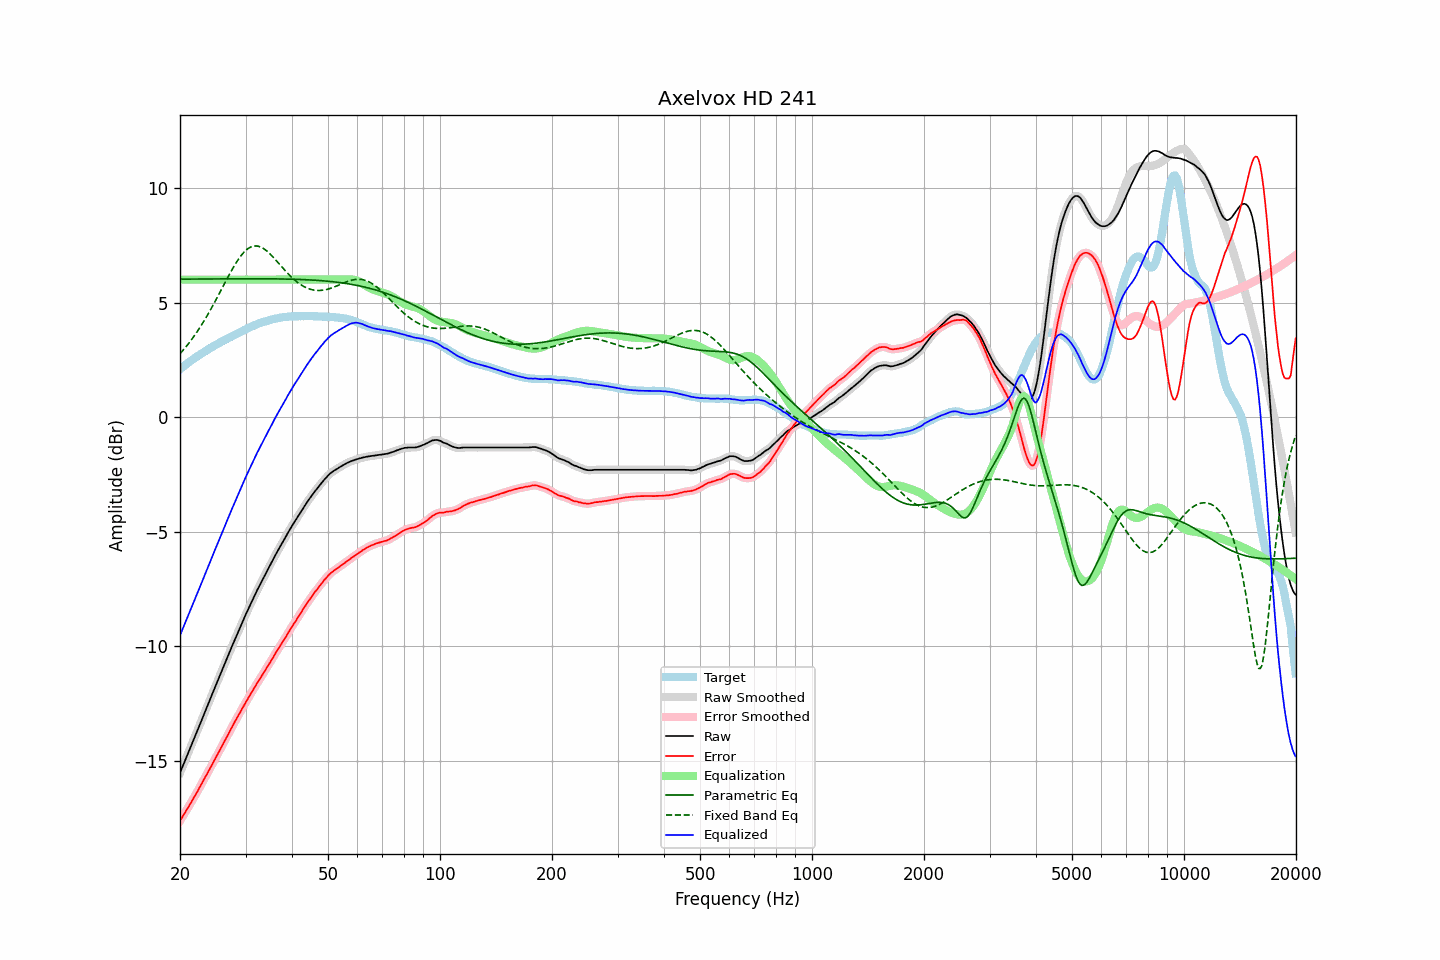 Axelvox HD 241
Amplitude (dBr)
10
5
0
−5
−10
−15
Target
Raw Smoothed
Error Smoothed
Raw
Error
Equalization
Parametric Eq
Fixed Band Eq
Equalized
20 50 100 200 500 1000 2000 5000 10000 20000
Frequency (Hz)